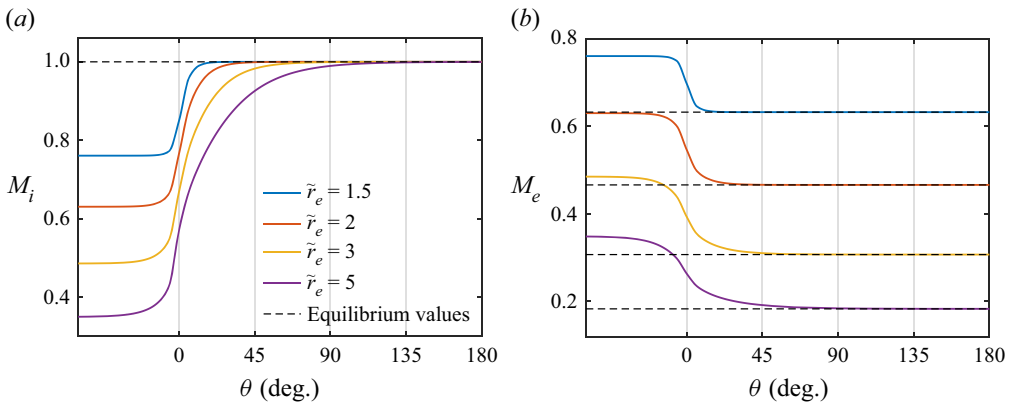 (a)
1.0
0.8
0.6
0.4
M_i
r̃_e = 1.5
r̃_e = 2
r̃_e = 3
r̃_e = 5
Equilibrium values
0 45 90 135 180
θ (deg.)
(b)
0.8
0.6
0.4
0.2
M_e
0 45 90 135 180
θ (deg.)